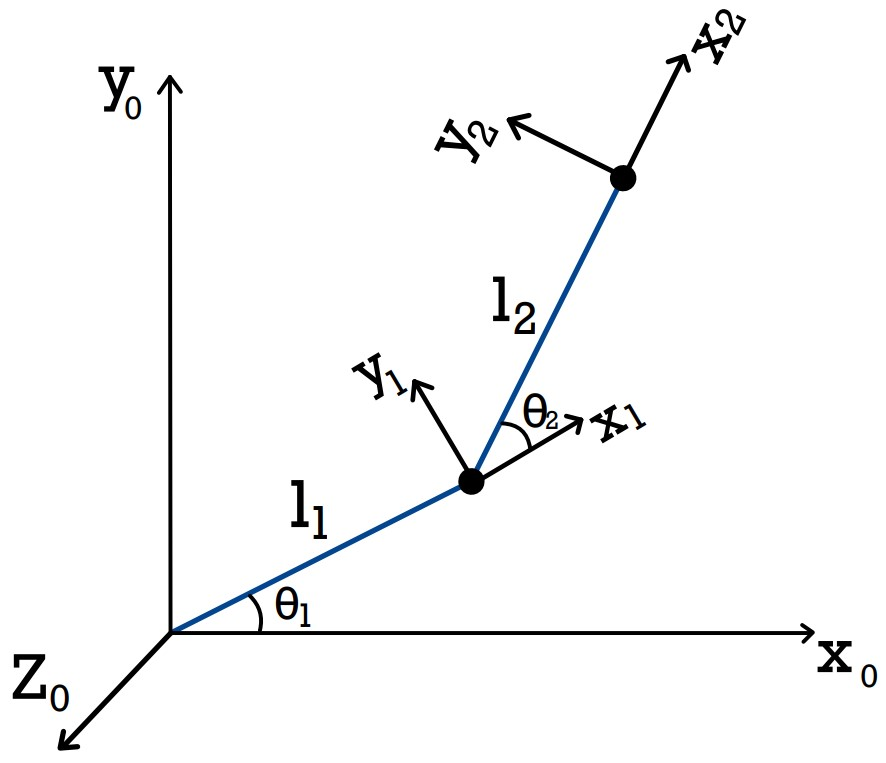 x₂
y₀
y₂
l₂
y₁
θ₂
x₁
l₁
θ₁
x₀
Z₀